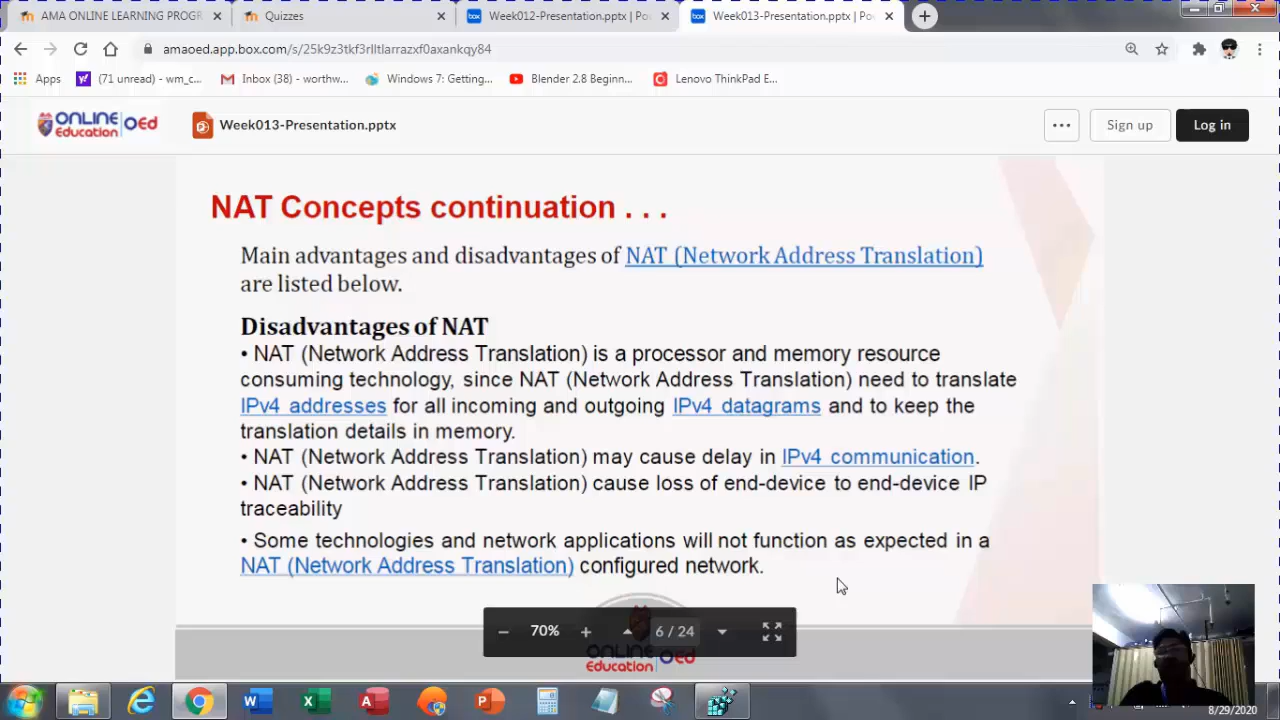 AMA ONLINE LEARNING PROGR
Quizzes
Week013-Presentation.pptx | Po
amaoed.app.box.com/s/25k9z3tkf3rlltlarrazxf0axankqy84
Apps
(71 unread) - wm_c...
Inbox (38) - worthw...
Windows 7: Getting...
Blender 2.8 Beginn...
Lenovo ThinkPad E...
ONLINE
Education
OEd
Week013-Presentation.pptx
Sign up
Log in
NAT Concepts continuation . . .
Main advantages and disadvantages of NAT (Network Address Translation)
are listed below.
Disadvantages of NAT
• NAT (Network Address Translation) is a processor and memory resource
consuming technology, since NAT (Network Address Translation) need to translate
IPv4 addresses for all incoming and outgoing IPv4 datagrams and to keep the
translation details in memory.
• NAT (Network Address Translation) may cause delay in IPv4 communication.
• NAT (Network Address Translation) cause loss of end-device to end-device IP
traceability
• Some technologies and network applications will not function as expected in a
NAT (Network Address Translation) configured network.
70%
6 / 24
ONLINE
Education
OEd
8/29/2020